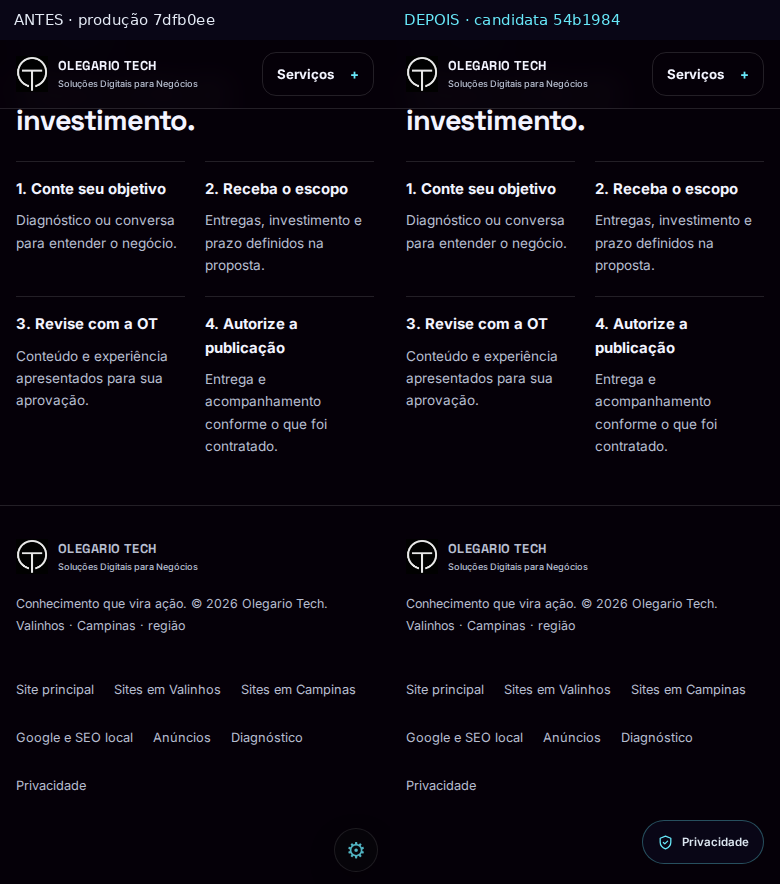 ANTES · produção 7dfb0ee
OLEGARIO TECH
Soluções Digitais para Negócios
Serviços +
investimento.
1. Conte seu objetivo
Diagnóstico ou conversa
para entender o negócio.
2. Receba o escopo
Entregas, investimento e
prazo definidos na
proposta.
3. Revise com a OT
Conteúdo e experiência
apresentados para sua
aprovação.
4. Autorize a
publicação
Entrega e
acompanhamento
conforme o que foi
contratado.
OLEGARIO TECH
Soluções Digitais para Negócios
Conhecimento que vira ação. © 2026 Olegario Tech.
Valinhos · Campinas · região
Site principal Sites em Valinhos Sites em Campinas
Google e SEO local Anúncios Diagnóstico
Privacidade
DEPOIS · candidata 54b1984
OLEGARIO TECH
Soluções Digitais para Negócios
Serviços +
investimento.
1. Conte seu objetivo
Diagnóstico ou conversa
para entender o negócio.
2. Receba o escopo
Entregas, investimento e
prazo definidos na
proposta.
3. Revise com a OT
Conteúdo e experiência
apresentados para sua
aprovação.
4. Autorize a
publicação
Entrega e
acompanhamento
conforme o que foi
contratado.
OLEGARIO TECH
Soluções Digitais para Negócios
Conhecimento que vira ação. © 2026 Olegario Tech.
Valinhos · Campinas · região
Site principal Sites em Valinhos Sites em Campinas
Google e SEO local Anúncios Diagnóstico
Privacidade
Privacidade